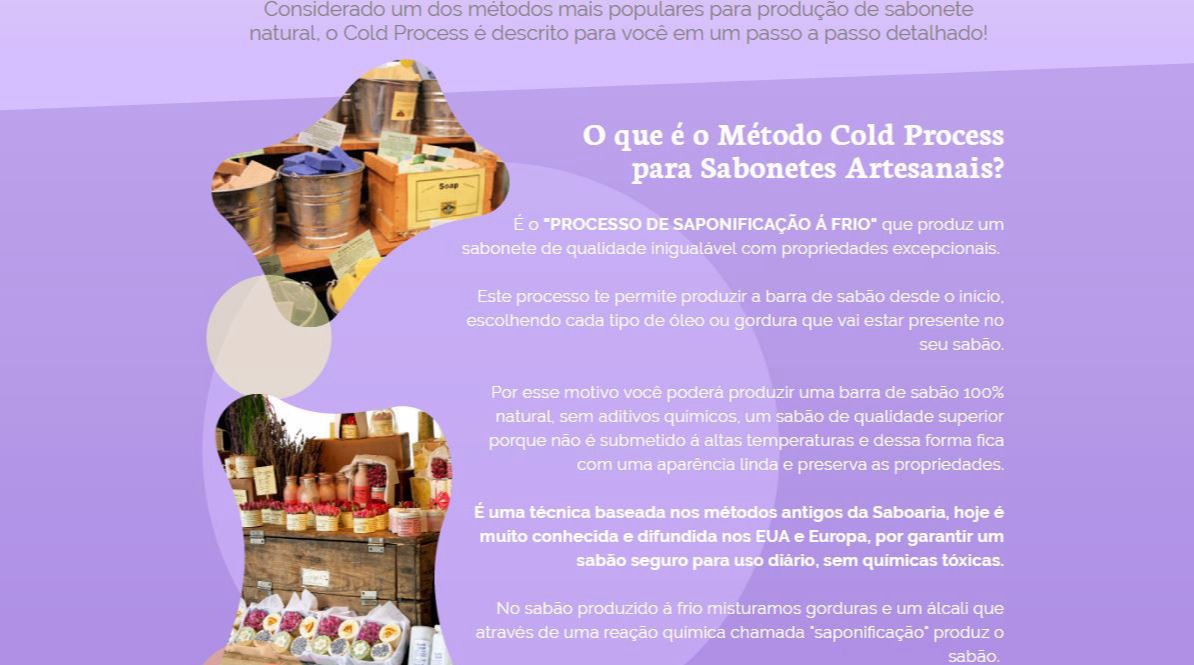 Considerado um dos métodos mais populares para produção de sabonete
natural, o Cold Process é descrito para você em um passo a passo detalhado!
O que é o Método Cold Process
para Sabonetes Artesanais?
Soap
É o "PROCESSO DE SAPONIFICAÇÃO Á FRIO" que produz um
sabonete de qualidade inigualável com propriedades excepcionais.
Este processo te permite produzir a barra de sabão desde o início,
escolhendo cada tipo de óleo ou gordura que vai estar presente no
seu sabão.
Por esse motivo você poderá produzir uma barra de sabão 100%
natural, sem aditivos químicos, um sabão de qualidade superior
porque não é submetido á altas temperaturas e dessa forma fica
com uma aparência linda e preserva as propriedades.
É uma técnica baseada nos métodos antigos da Saboaria, hoje é
muito conhecida e difundida nos EUA e Europa, por garantir um
sabão seguro para uso diário, sem químicas tóxicas.
No sabão produzido á frio misturamos gorduras e um álcali que
através de uma reação química chamada "saponificação" produz o
sabão.